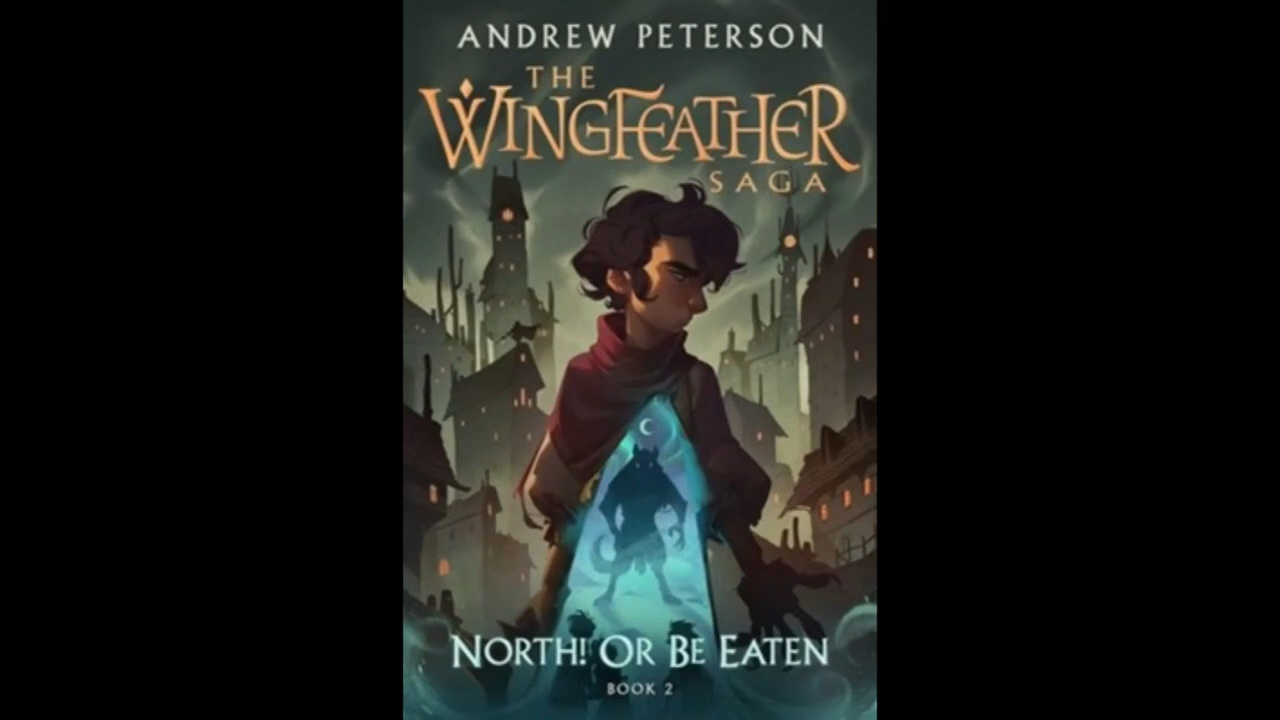 ANDREW PETERSON
THE
WINGFEATHER
SAGA
NORTH! OR BE EATEN
BOOK 2